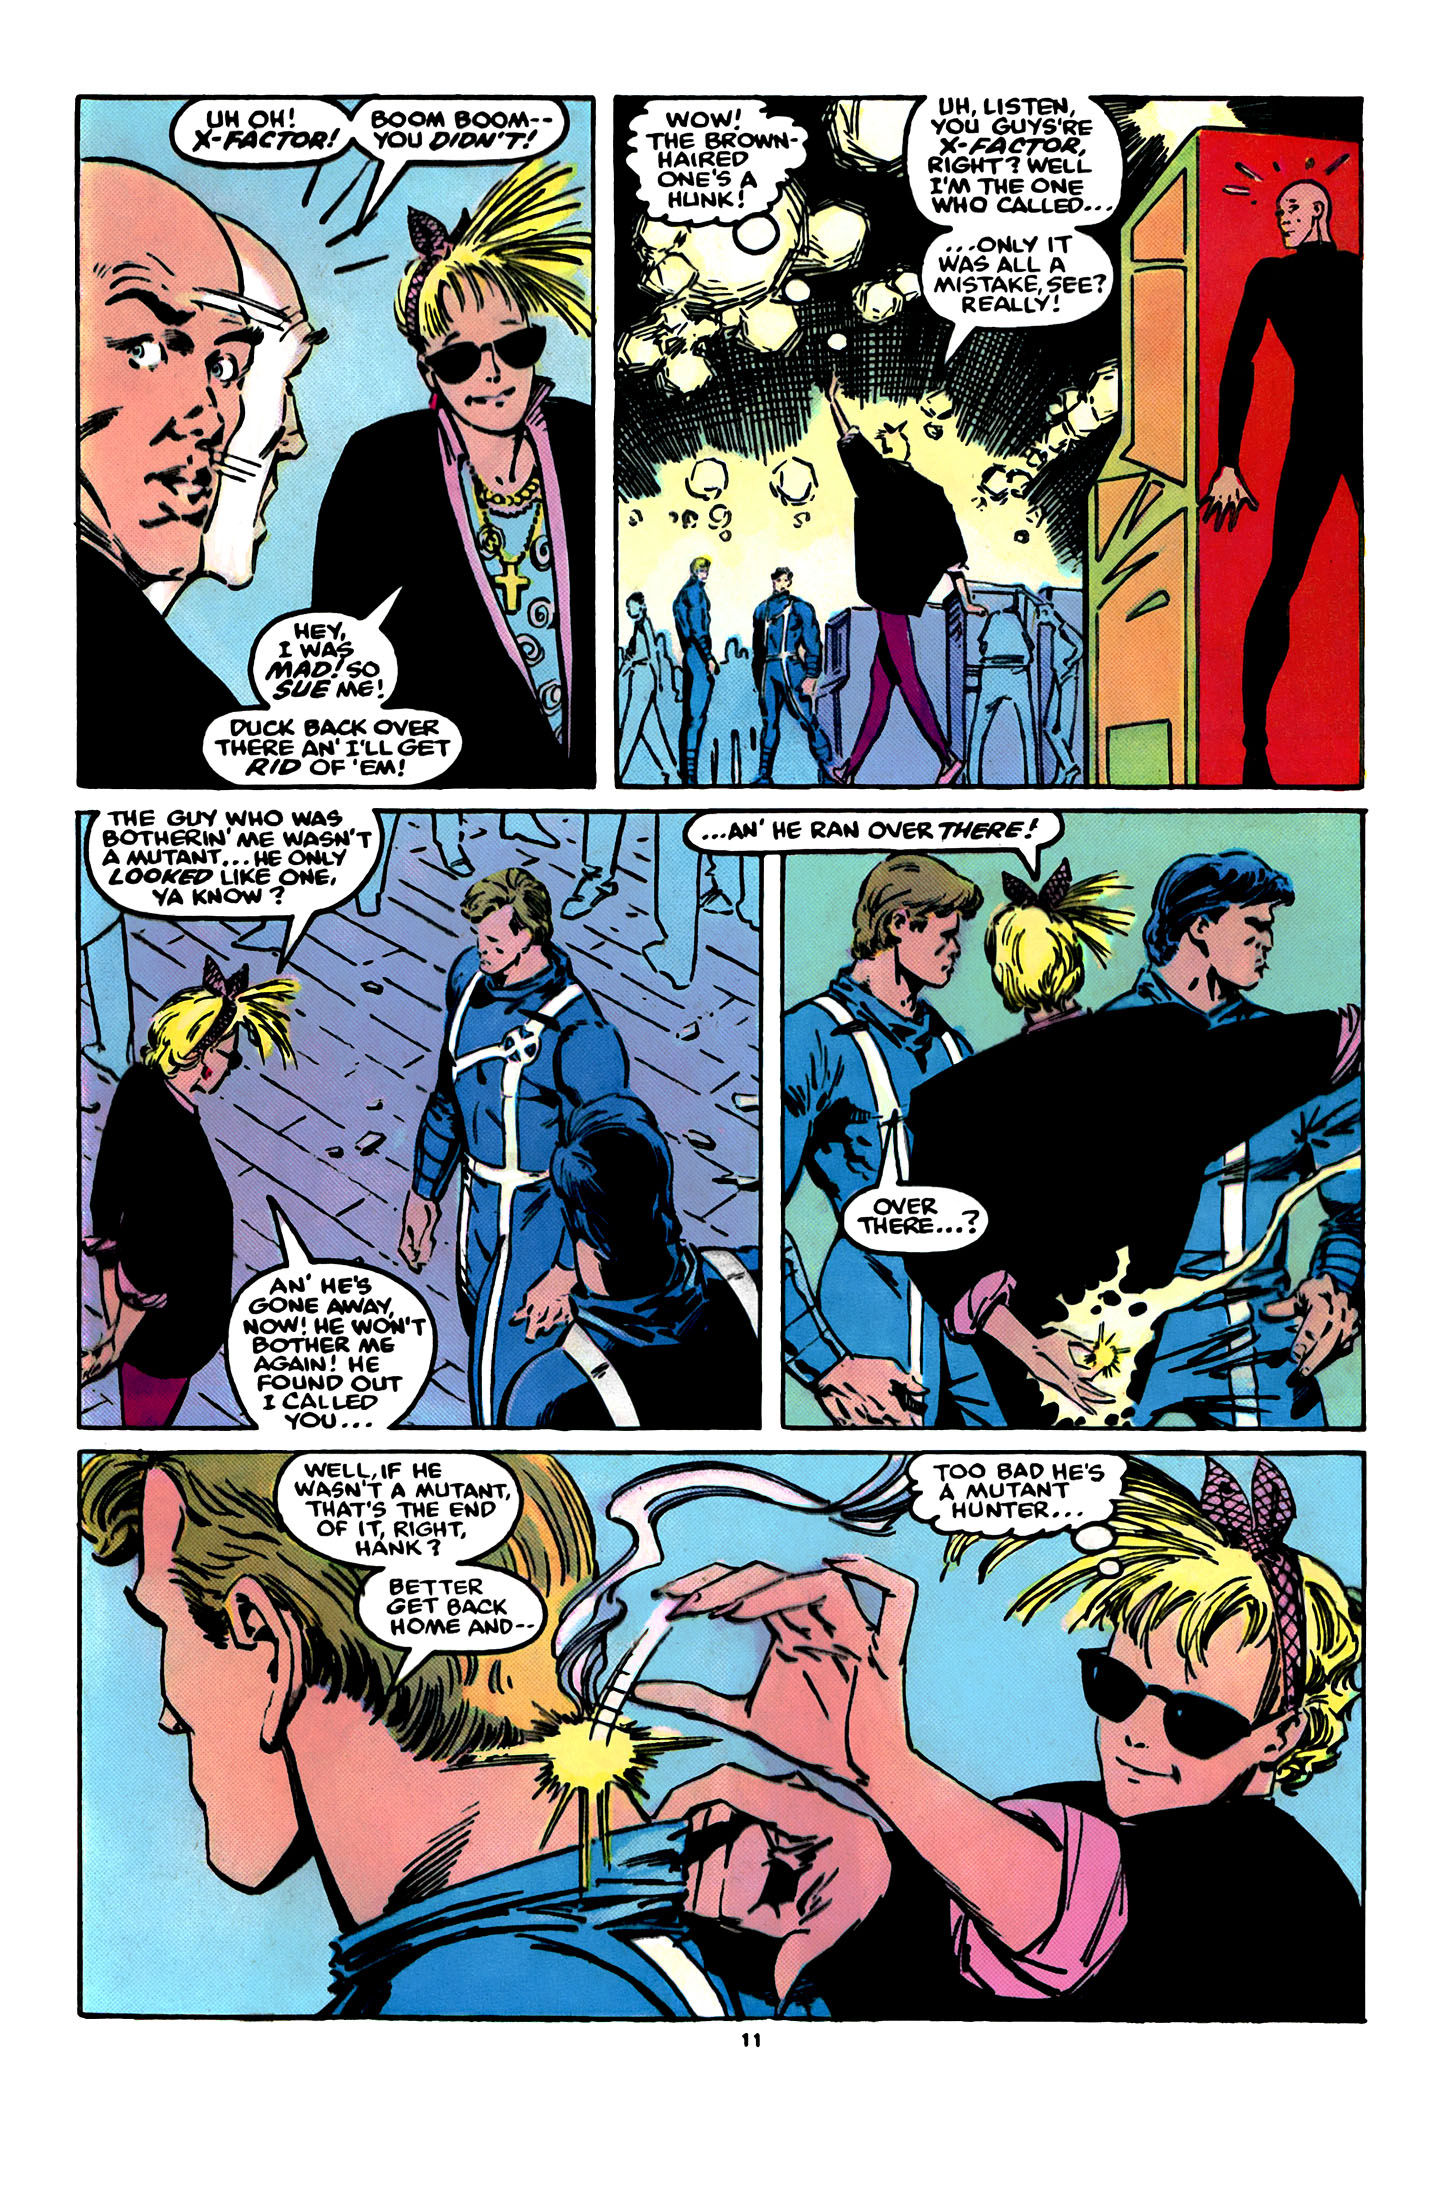 UH OH!
X-FACTOR!
BOOM BOOM--
YOU DIDN'T!
HEY,
I WAS
MAD! SO
SUE ME!
DUCK BACK OVER
THERE AN' I'LL GET
RID OF 'EM!
WOW!
THE BROWN-
HAIRED
ONE'S A
HUNK!
UH, LISTEN,
YOU GUYS'RE
X-FACTOR,
RIGHT? WELL
I'M THE ONE
WHO CALLED...
...ONLY IT
WAS ALL A
MISTAKE, SEE?
REALLY!
THE GUY WHO WAS
BOTHERIN' ME WASN'T
A MUTANT... HE ONLY
LOOKED LIKE ONE,
YA KNOW?
AN' HE'S
GONE AWAY,
NOW! HE WON'T
BOTHER ME
AGAIN! HE
FOUND OUT
I CALLED
YOU...
...AN' HE RAN OVER THERE!
OVER
THERE...?
WELL, IF HE
WASN'T A MUTANT,
THAT'S THE END
OF IT, RIGHT,
HANK?
BETTER
GET BACK
HOME AND--
TOO BAD HE'S
A MUTANT
HUNTER...
11